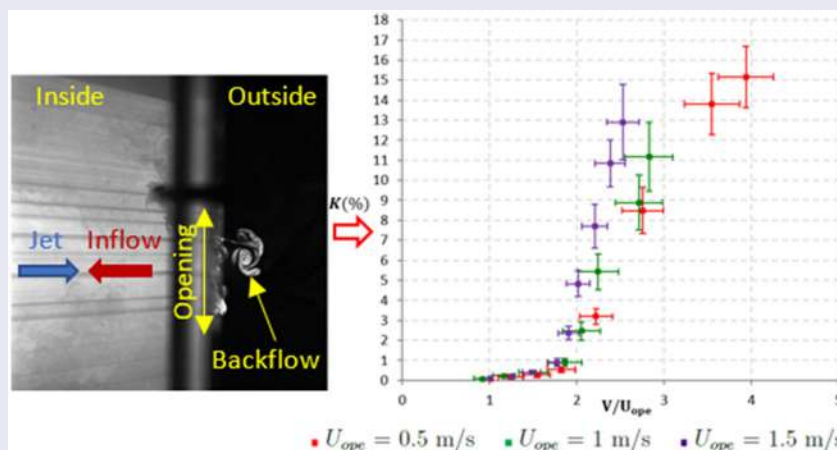 Inside
Outside
Jet
Inflow
Opening
Backflow
K(%)
18
17
16
15
14
13
12
11
10
9
8
7
6
5
4
3
2
1
0
0 1 2 3 4 5
V/U_ope
U_ope = 0.5 m/s U_ope = 1 m/s U_ope = 1.5 m/s